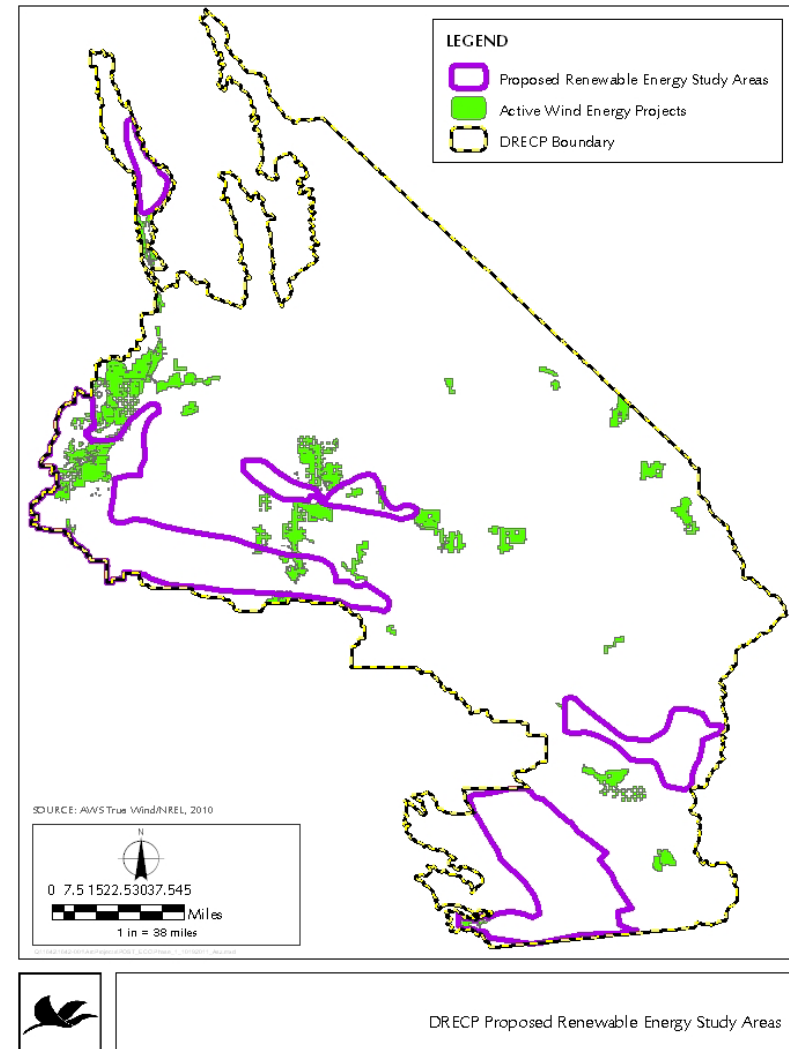 LEGEND
Proposed Renewable Energy Study Areas
Active Wind Energy Projects
DRECP Boundary
SOURCE: AWS True Wind/NREL, 2010
N
0 7.5 1522.53037.545
Miles
1 in = 38 miles
DRECP Proposed Renewable Energy Study Areas